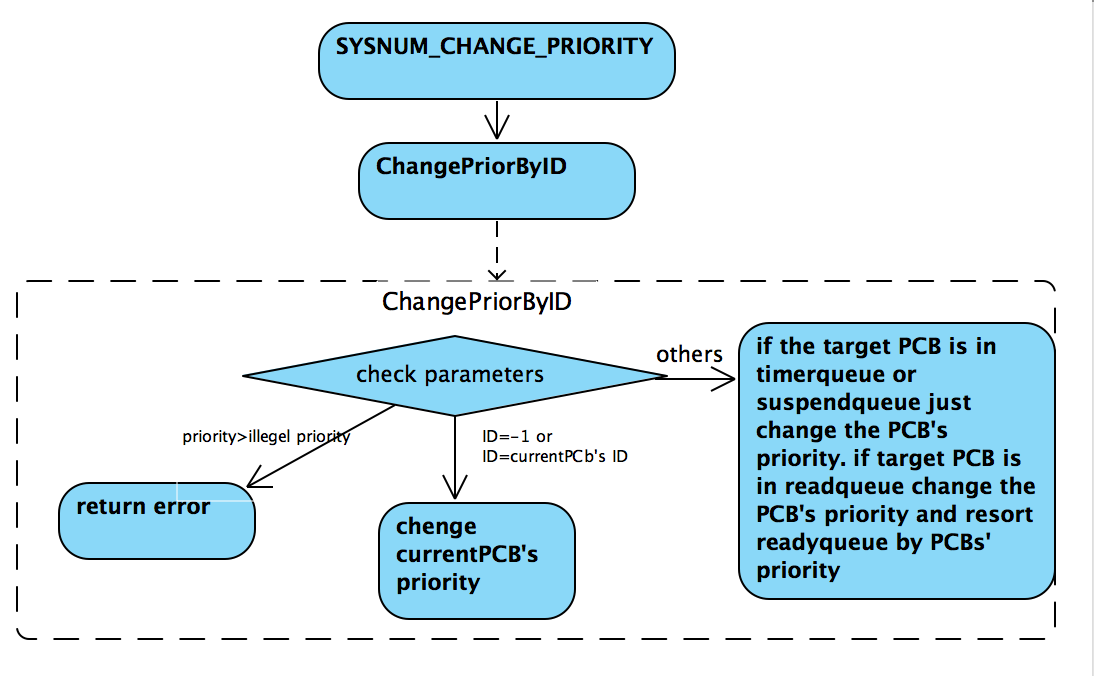 SYSNUM_CHANGE_PRIORITY
ChangePriorByID
ChangePriorByID
check parameters
others
priority>illegel priority
ID=-1 or
ID=currentPCb's ID
return error
chenge
currentPCB's
priority
if the target PCB is in
timerqueue or
suspendqueue just
change the PCB's
priority. if target PCB is
in readqueue change the
PCB's priority and resort
readyqueue by PCBs'
priority